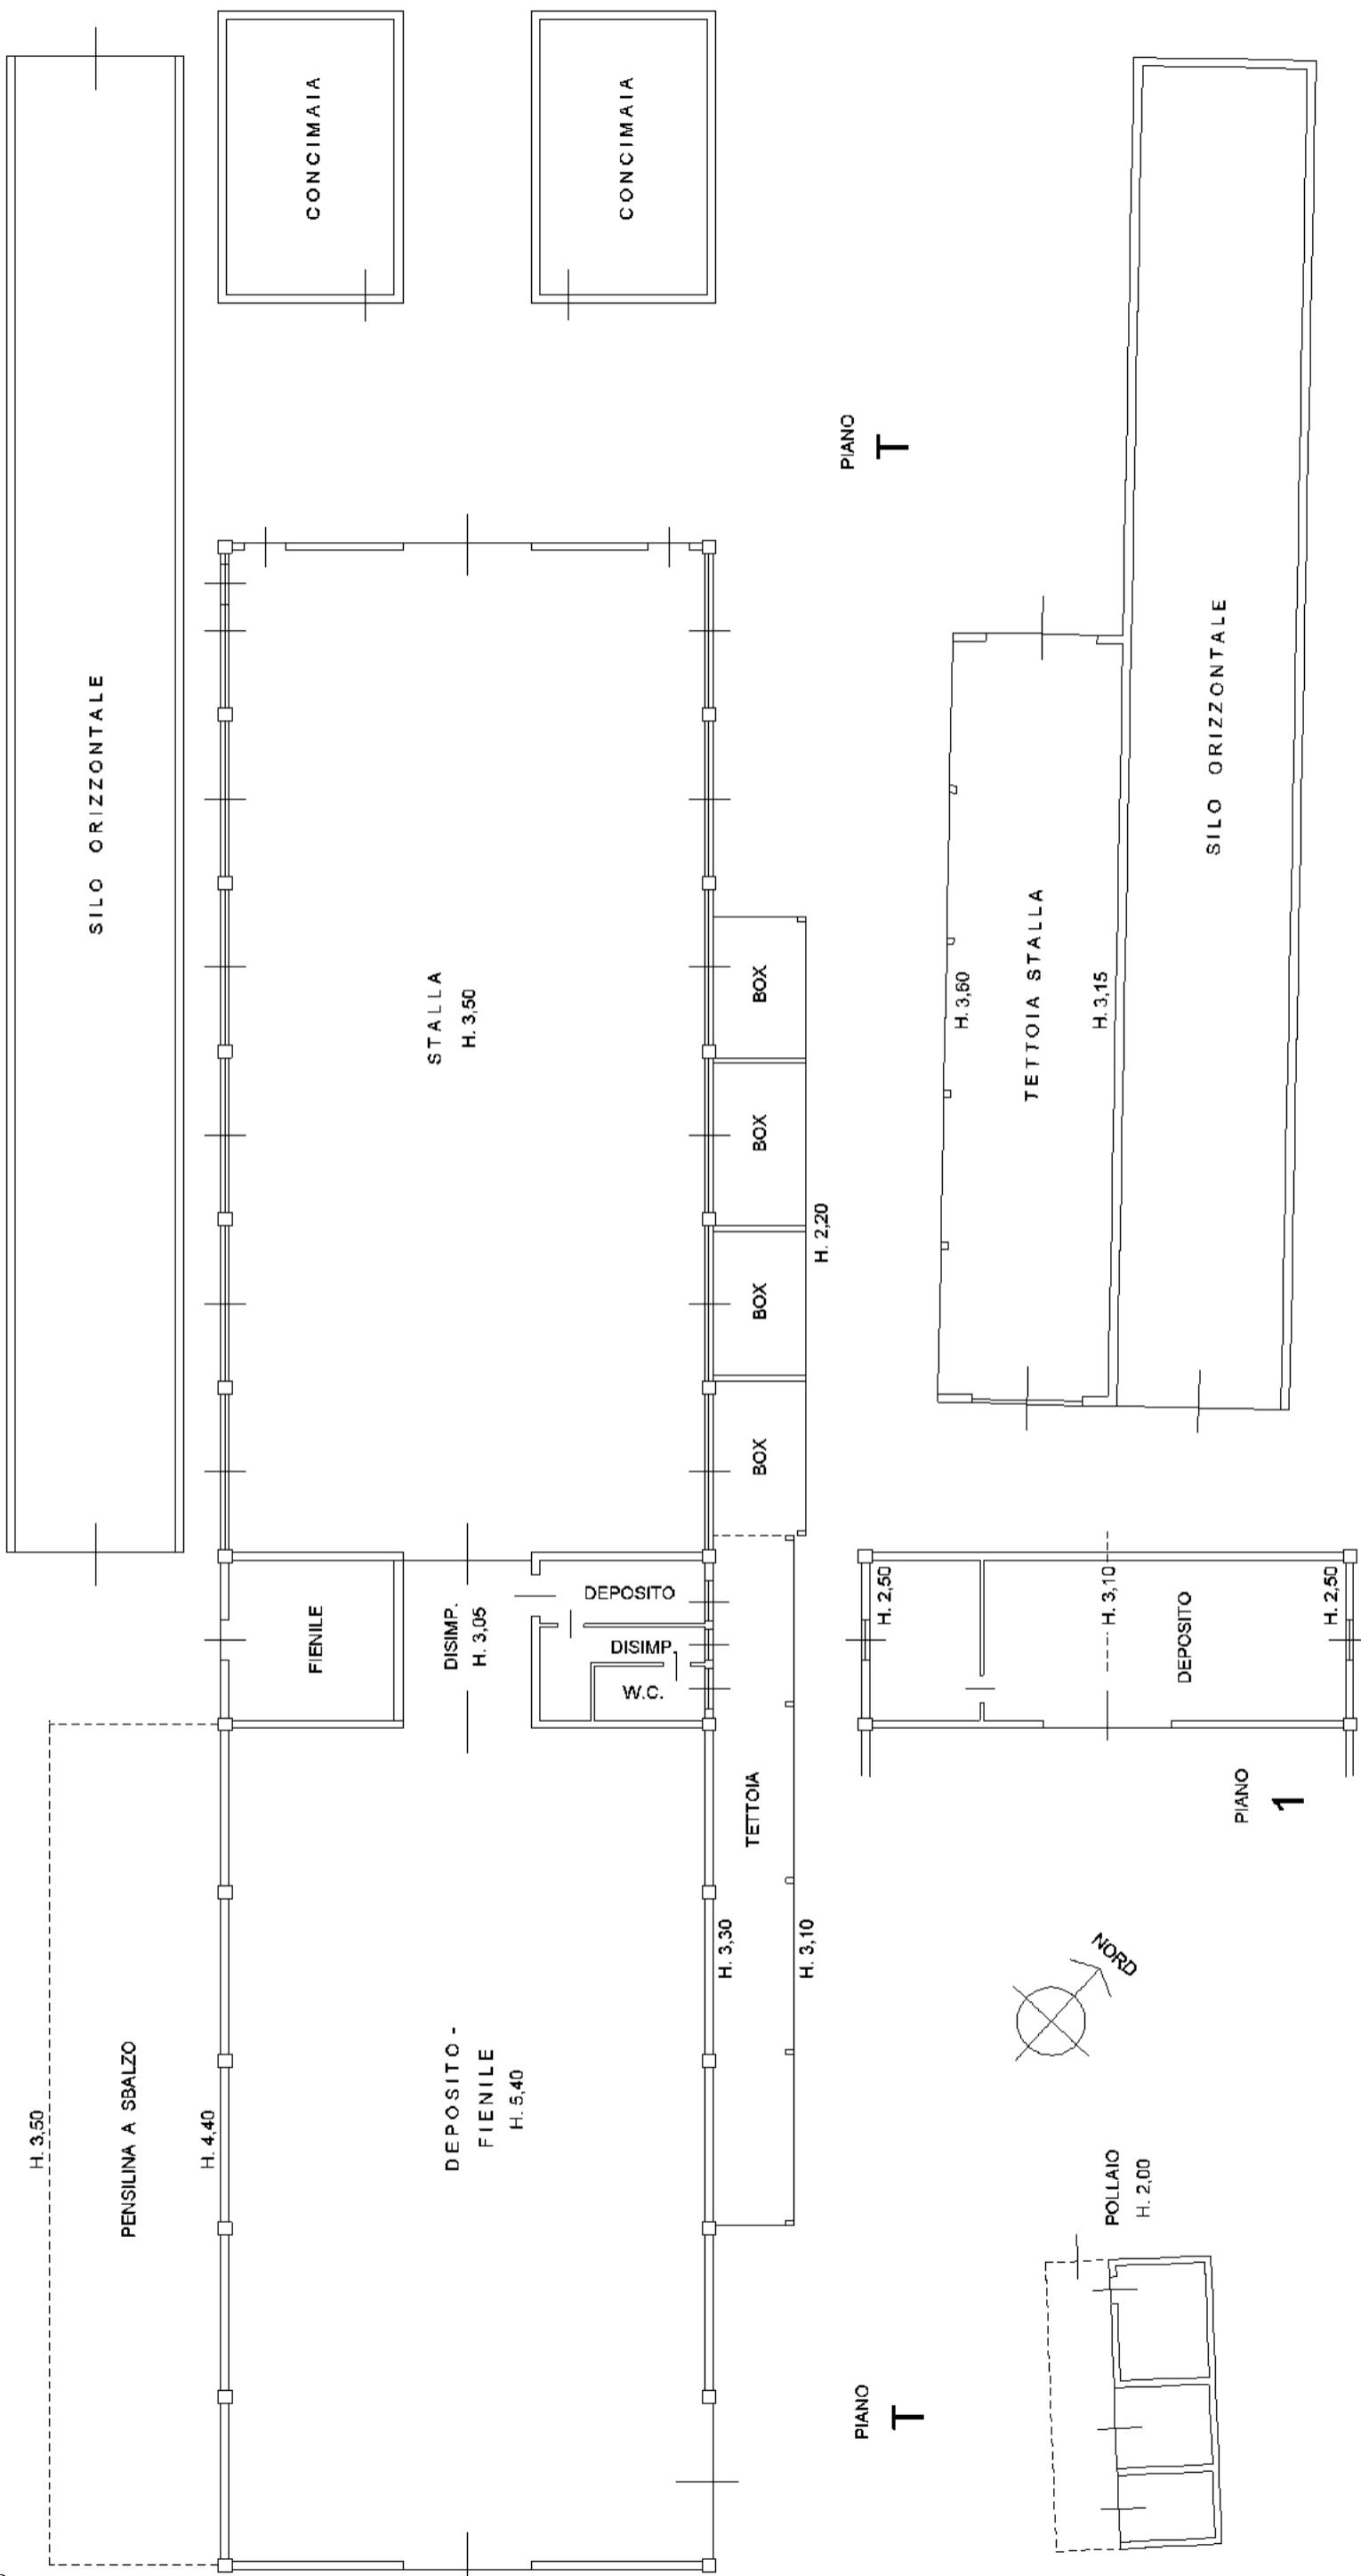 SILO ORIZZONTALE
CONCIMAIA
CONCIMAIA
PIANO
T
STALLA
H. 3,50
BOX
BOX
BOX
BOX
H. 2,20
H. 3,60
TETTOIA STALLA
H. 3,15
SILO ORIZZONTALE
FIENILE
DISIMP.
H. 3,05
DEPOSITO
DISIMP.
W.C.
H. 2,50
H. 3,10
DEPOSITO
H. 2,50
PIANO
1
TETTOIA
H. 3,30
H. 3,10
H. 3,50
PENSILINA A SBALZO
H. 4,40
DEPOSITO -
FIENILE
H. 5,40
NORD
POLLAIO
H. 2,00
PIANO
T